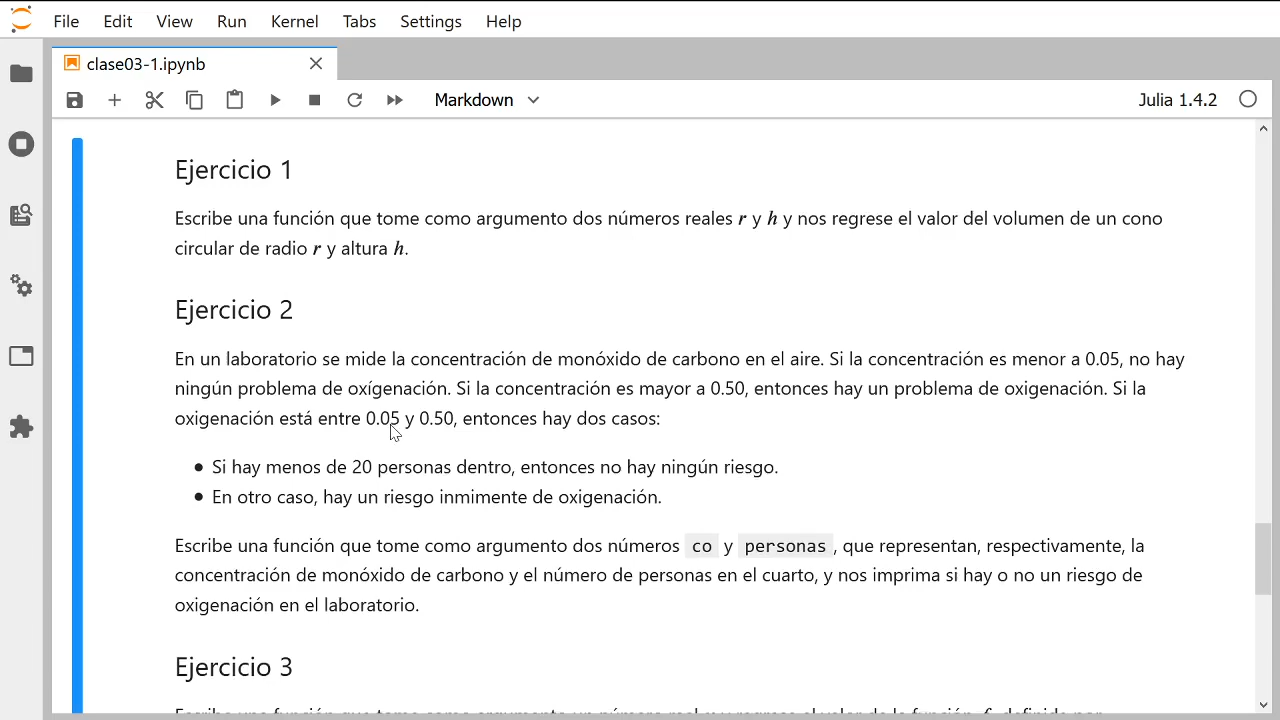 File Edit View Run Kernel Tabs Settings Help
clase03-1.ipynb
Markdown
Julia 1.4.2
Ejercicio 1
Escribe una función que tome como argumento dos números reales r y h y nos regrese el valor del volumen de un cono
circular de radio r y altura h.
Ejercicio 2
En un laboratorio se mide la concentración de monóxido de carbono en el aire. Si la concentración es menor a 0.05, no hay
ningún problema de oxígenación. Si la concentración es mayor a 0.50, entonces hay un problema de oxigenación. Si la
oxigenación está entre 0.05 y 0.50, entonces hay dos casos:
• Si hay menos de 20 personas dentro, entonces no hay ningún riesgo.
• En otro caso, hay un riesgo inmimente de oxigenación.
Escribe una función que tome como argumento dos números co y personas, que representan, respectivamente, la
concentración de monóxido de carbono y el número de personas en el cuarto, y nos imprima si hay o no un riesgo de
oxigenación en el laboratorio.
Ejercicio 3